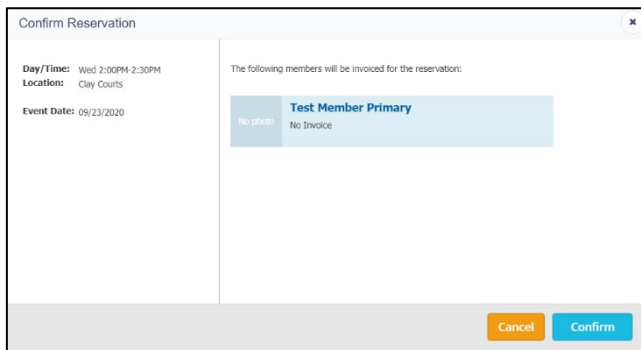 Confirm Reservation
x
Day/Time: Wed 2:00PM-2:30PM
Location: Clay Courts
Event Date: 09/23/2020
The following members will be invoiced for the reservation:
No photo
Test Member Primary
No Invoice
Cancel
Confirm